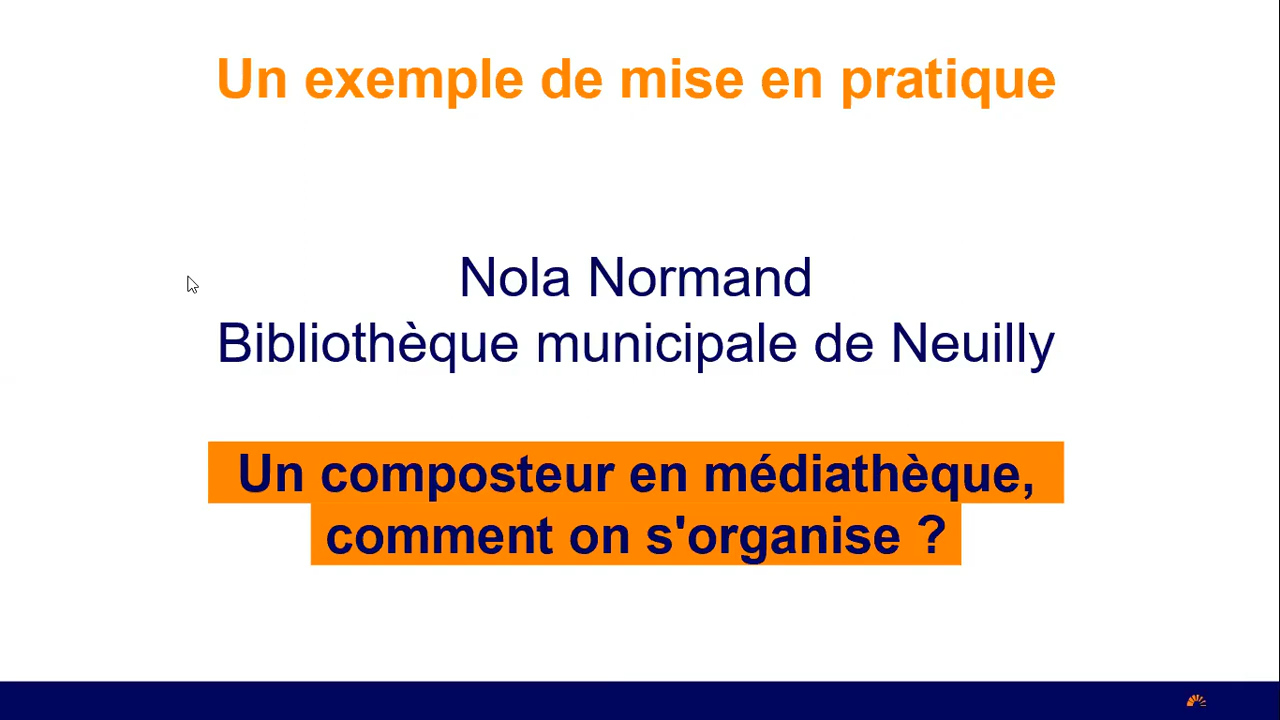 Un exemple de mise en pratique
Nola Normand
Bibliothèque municipale de Neuilly
Un composteur en médiathèque,
comment on s'organise ?